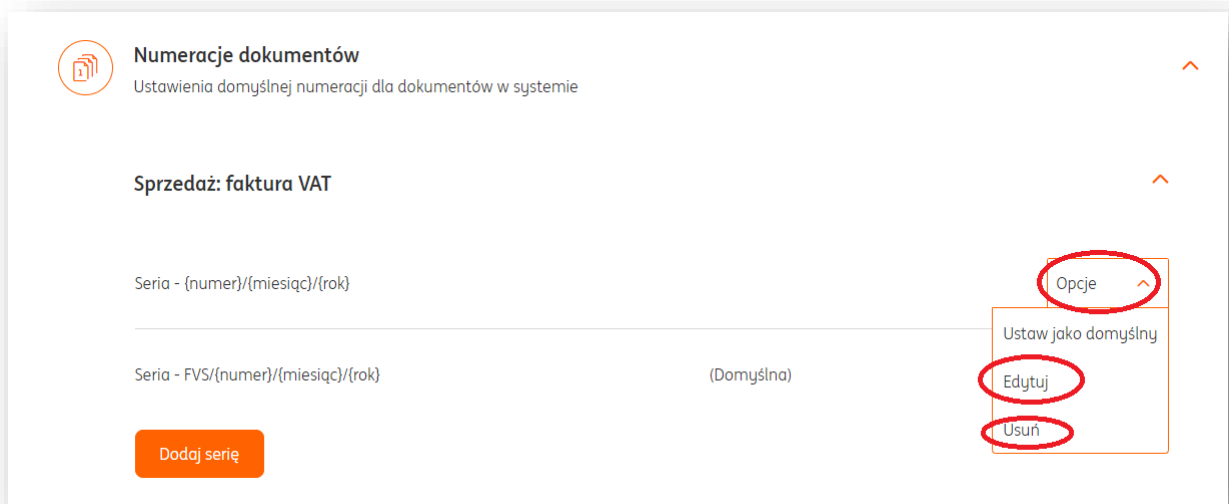 Numeracje dokumentów
Ustawienia domyślnej numeracji dla dokumentów w systemie
Sprzedaż: faktura VAT
Seria - {numer}/{miesiąc}/{rok}
Opcje
Ustaw jako domyślny
Seria - FVS/{numer}/{miesiąc}/{rok}
(Domyślna)
Edytuj
Usuń
Dodaj serię